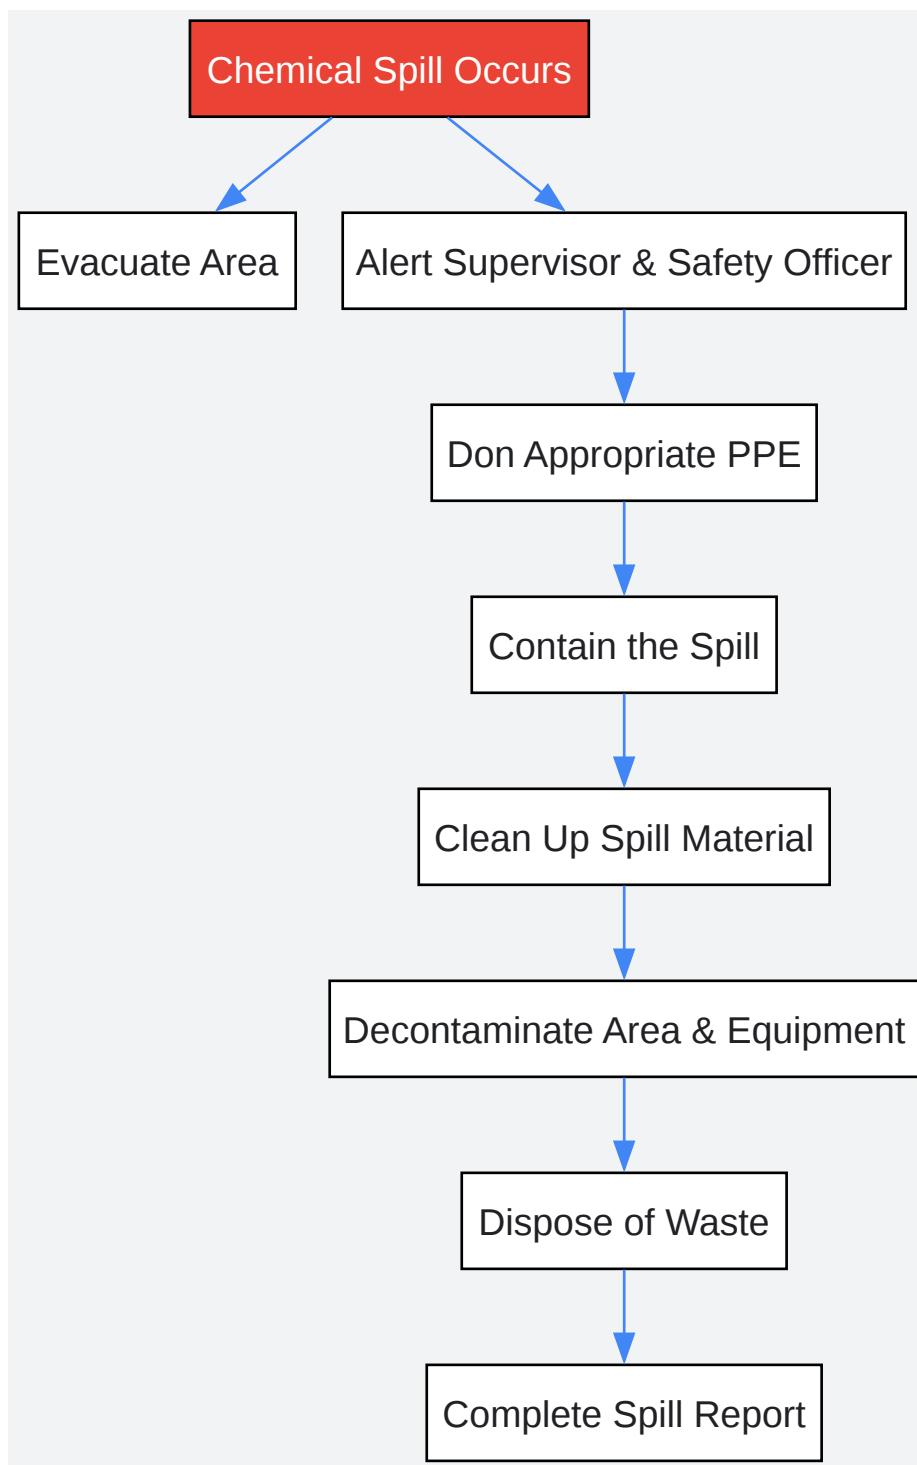 Chemical Spill Occurs
Evacuate Area
Alert Supervisor & Safety Officer
Don Appropriate PPE
Contain the Spill
Clean Up Spill Material
Decontaminate Area & Equipment
Dispose of Waste
Complete Spill Report